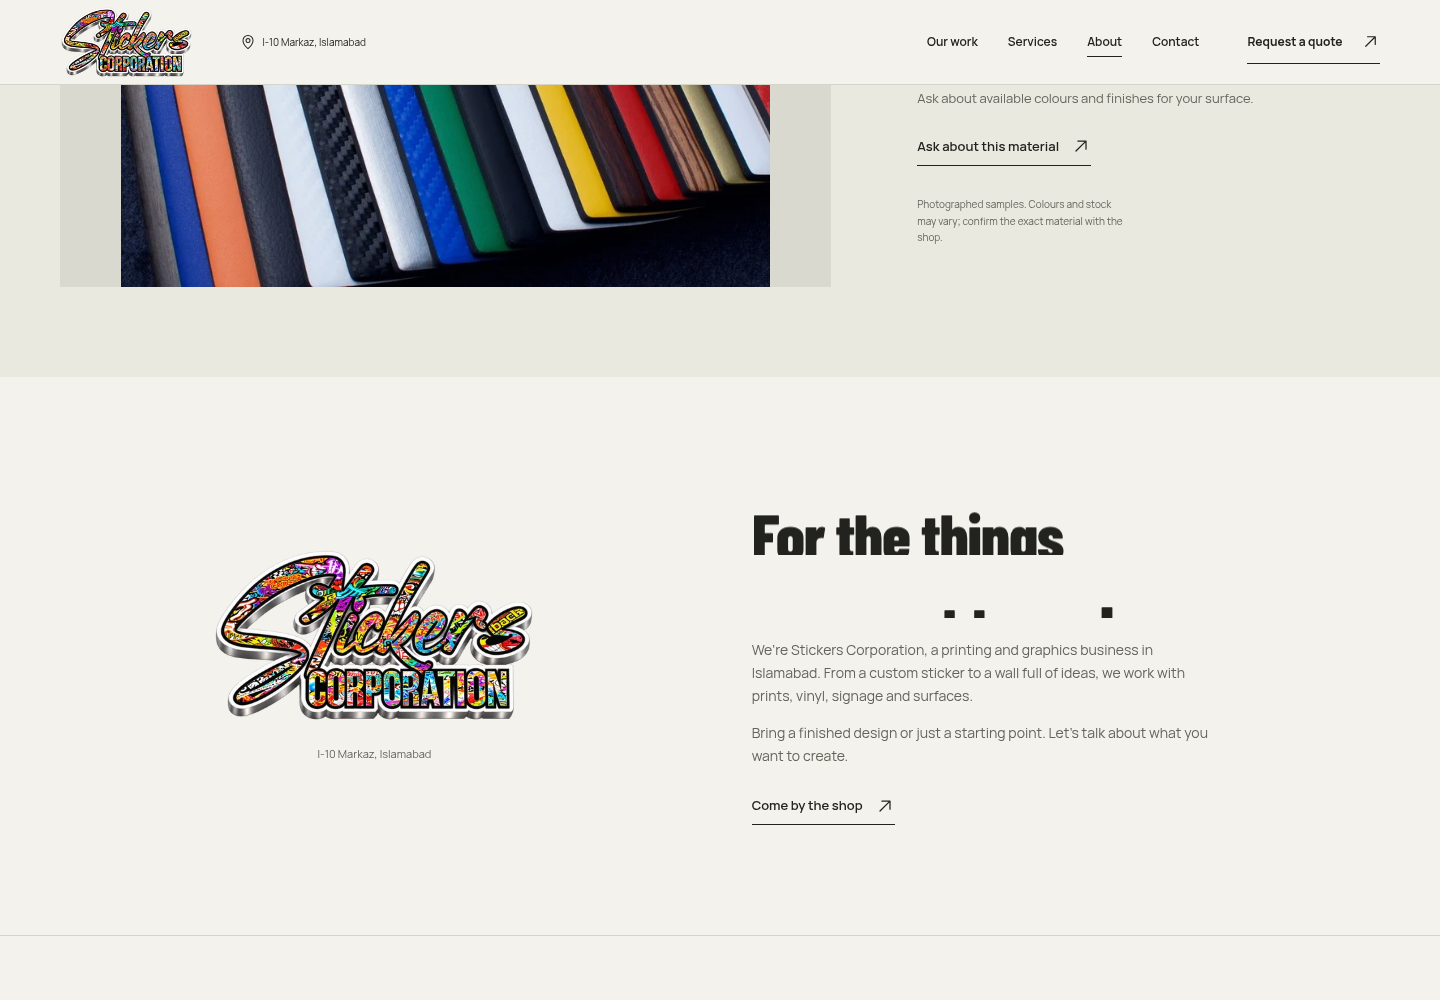 Stickers
CORPORATION
I-10 Markaz, Islamabad
Our work
Services
About
Contact
Request a quote
Ask about available colours and finishes for your surface.
Ask about this material
Photographed samples. Colours and stock
may vary; confirm the exact material with the
shop.
For the things
Stickers
CORPORATION
I-10 Markaz, Islamabad
We're Stickers Corporation, a printing and graphics business in
Islamabad. From a custom sticker to a wall full of ideas, we work with
prints, vinyl, signage and surfaces.
Bring a finished design or just a starting point. Let's talk about what you
want to create.
Come by the shop